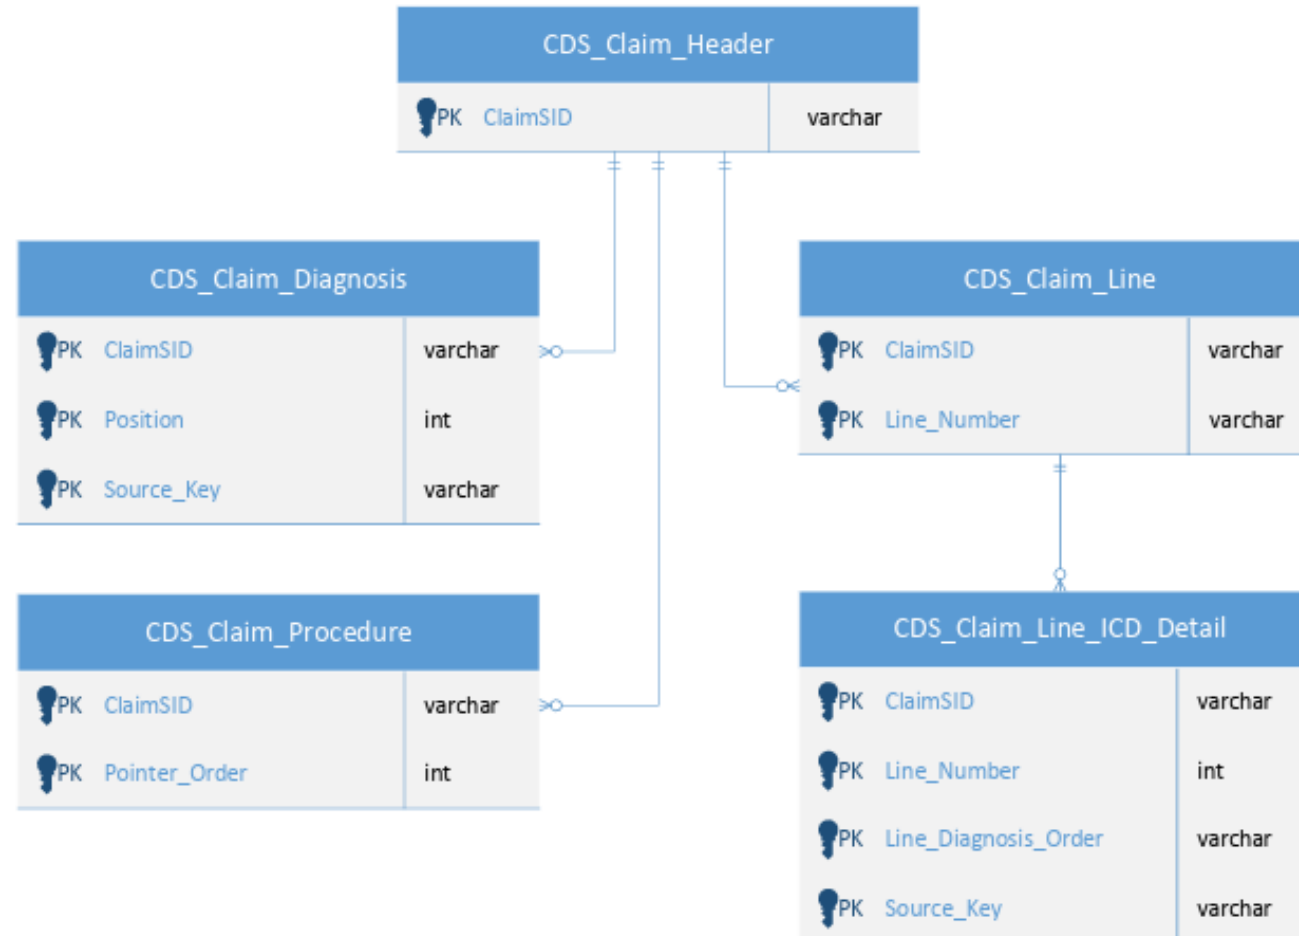 CDS_Claim_Header
PK ClaimSID varchar
CDS_Claim_Diagnosis
PK ClaimSID varchar
PK Position int
PK Source_Key varchar
CDS_Claim_Line
PK ClaimSID varchar
PK Line_Number varchar
CDS_Claim_Procedure
PK ClaimSID varchar
PK Pointer_Order int
CDS_Claim_Line_ICD_Detail
PK ClaimSID varchar
PK Line_Number int
PK Line_Diagnosis_Order varchar
PK Source_Key varchar